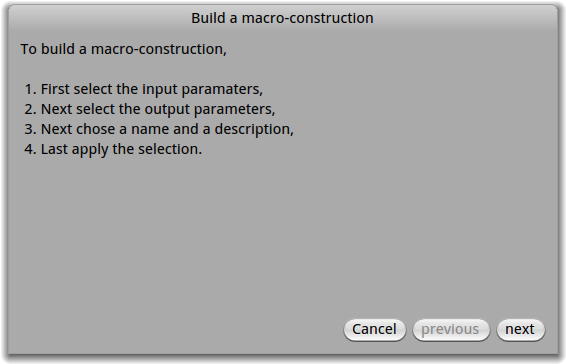 Build a macro-construction
To build a macro-construction,
1. First select the input paramaters,
2. Next select the output parameters,
3. Next chose a name and a description,
4. Last apply the selection.
Cancel previous next